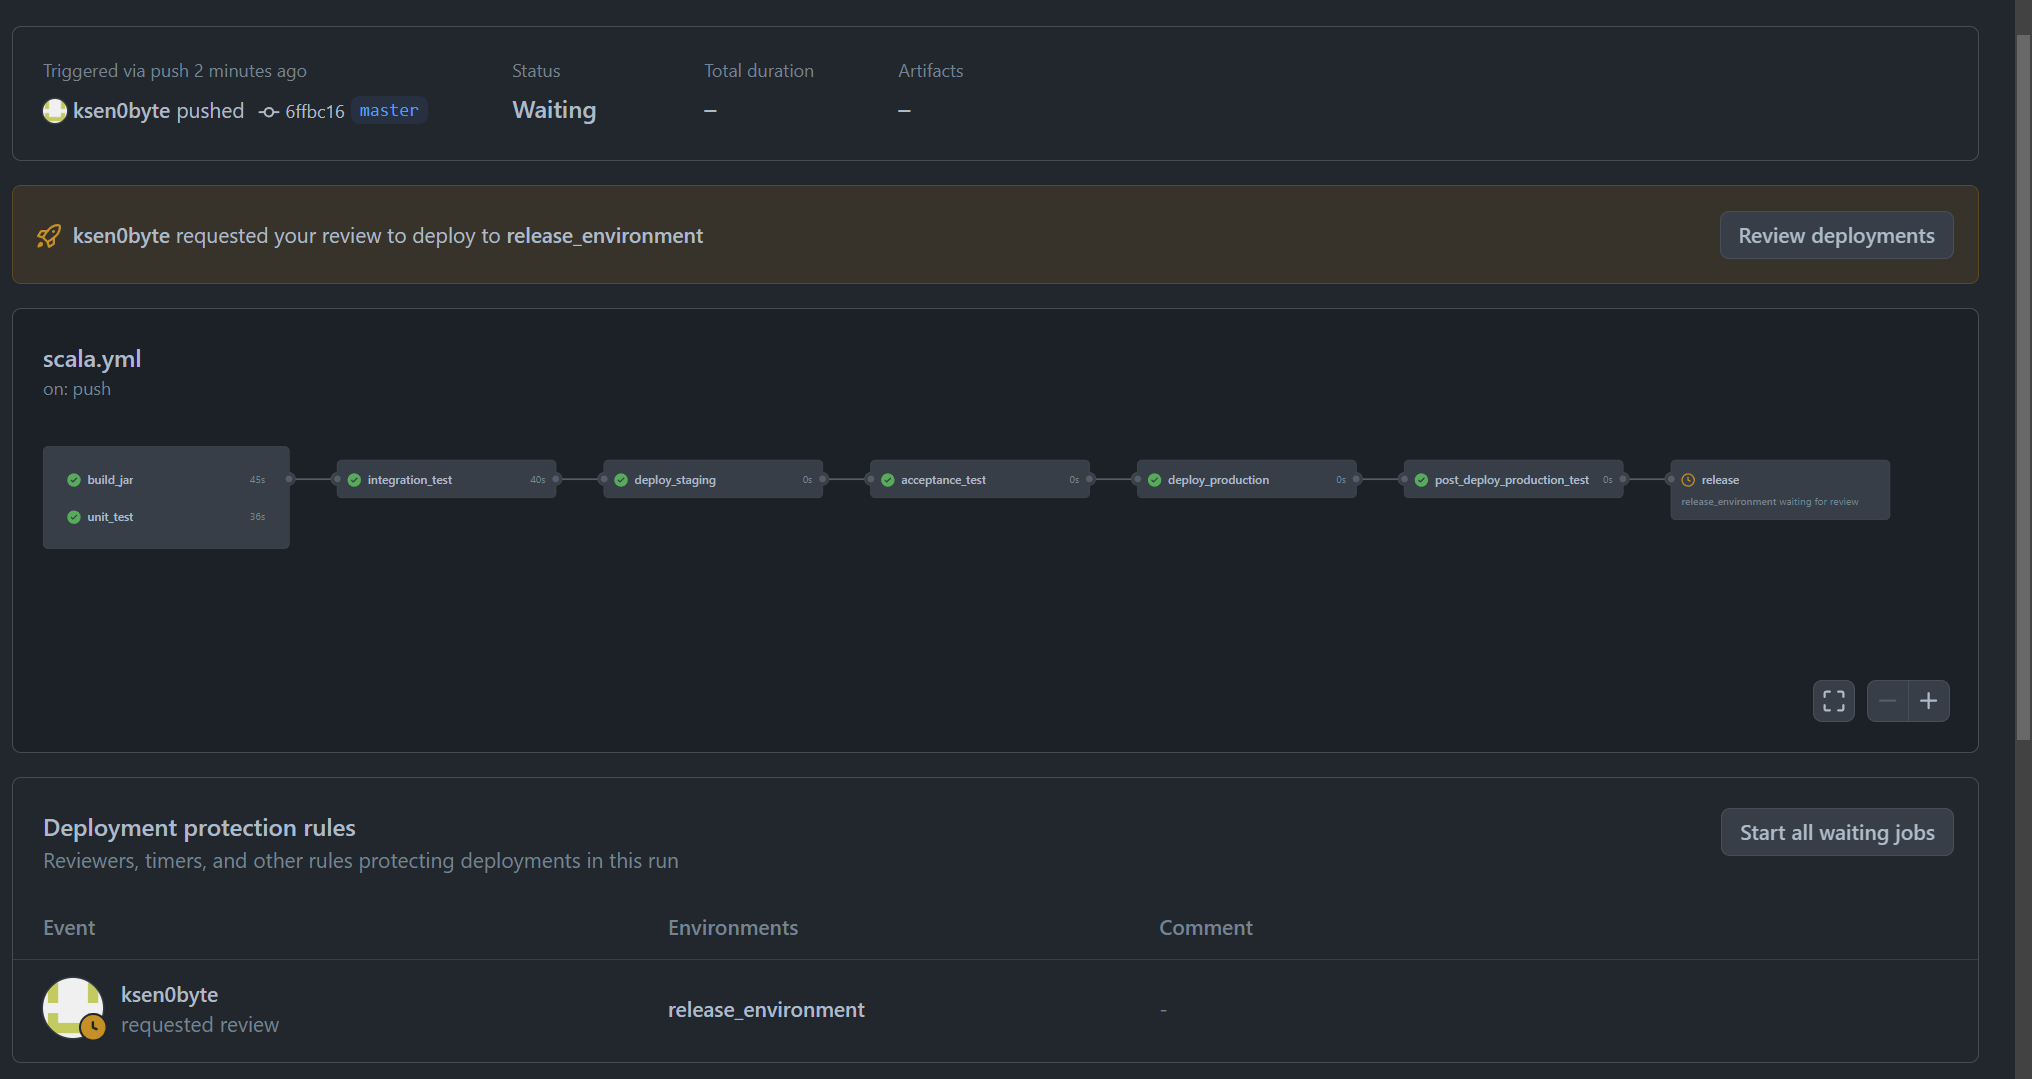 Triggered via push 2 minutes ago
ksen0byte pushed 6ffbc16 master
Status
Waiting
Total duration
–
Artifacts
–
ksen0byte requested your review to deploy to release_environment
Review deployments
scala.yml
on: push
build_jar 45s
unit_test 36s
integration_test 40s
deploy_staging 0s
acceptance_test 0s
deploy_production 0s
post_deploy_production_test 0s
release
release_environment waiting for review
Deployment protection rules
Reviewers, timers, and other rules protecting deployments in this run
Start all waiting jobs
Event Environments Comment
ksen0byte
requested review
release_environment
-